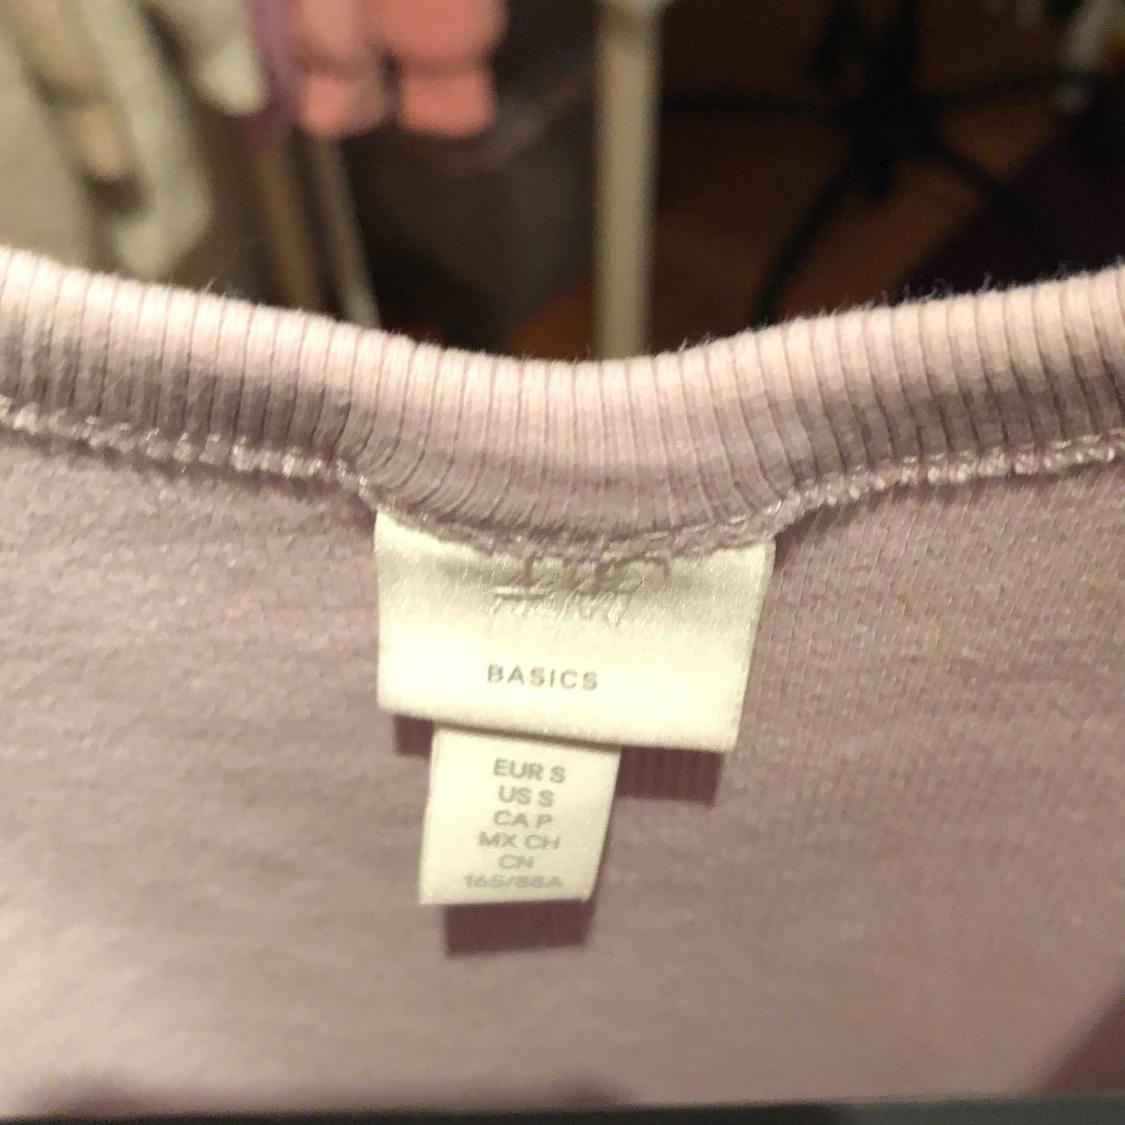 H&M
BASICS
EUR S
US S
CA P
MX CH
CN
165/88A